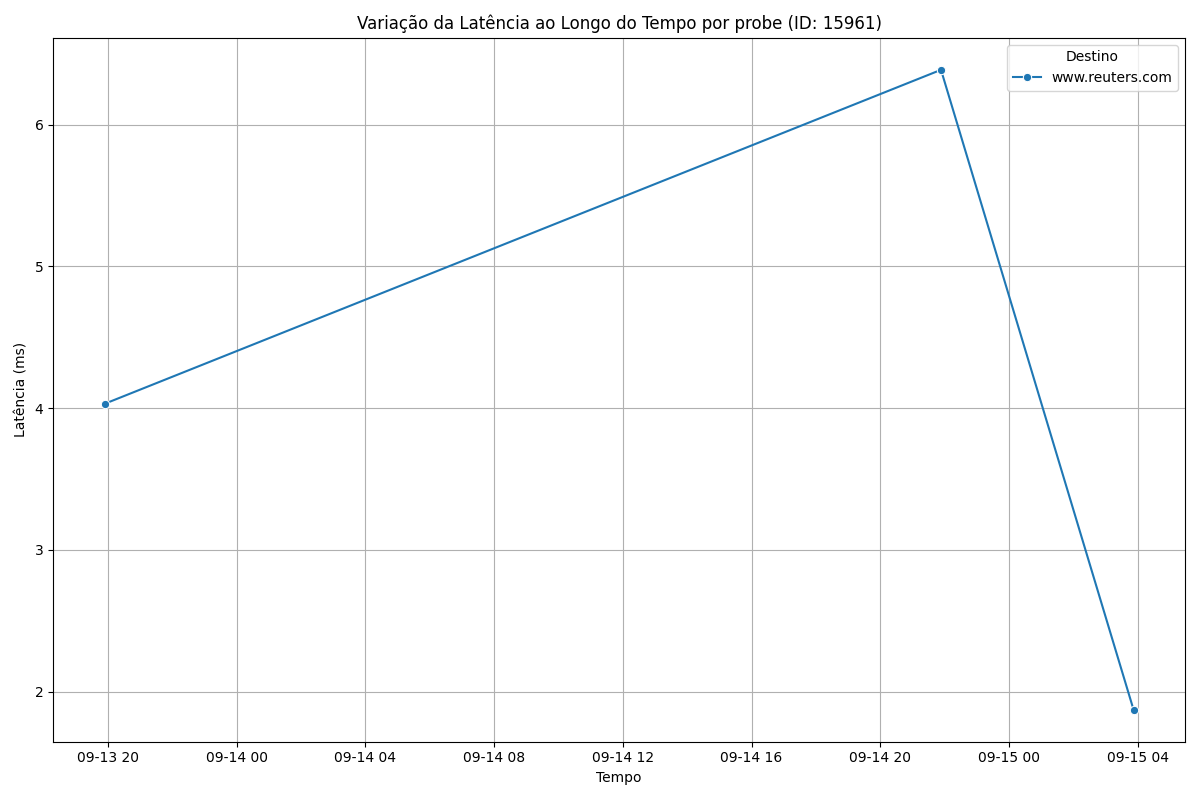 Variação da Latência ao Longo do Tempo por probe (ID: 15961)
Destino
www.reuters.com
Latência (ms)
6
5
4
3
2
09-13 20
09-14 00
09-14 04
09-14 08
09-14 12
09-14 16
09-14 20
09-15 00
09-15 04
Tempo